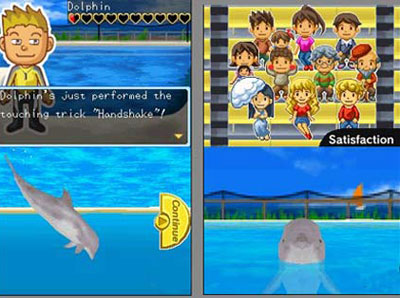 Dolphin
Dolphin's just performed the
touching trick "Handshake"!
Continue
Satisfaction